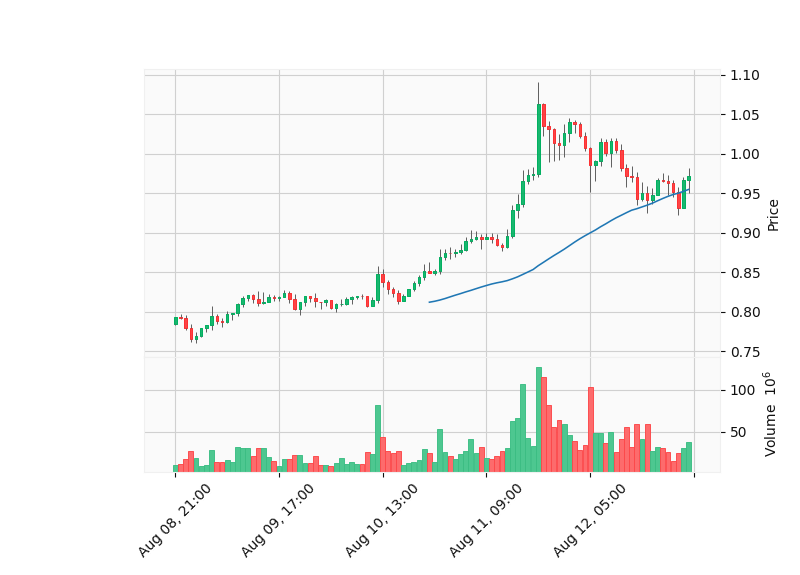 1.10
1.05
1.00
0.95
0.90
0.85
0.80
0.75
Price
100
50
Volume 10^6
Aug 08, 21:00
Aug 09, 17:00
Aug 10, 13:00
Aug 11, 09:00
Aug 12, 05:00